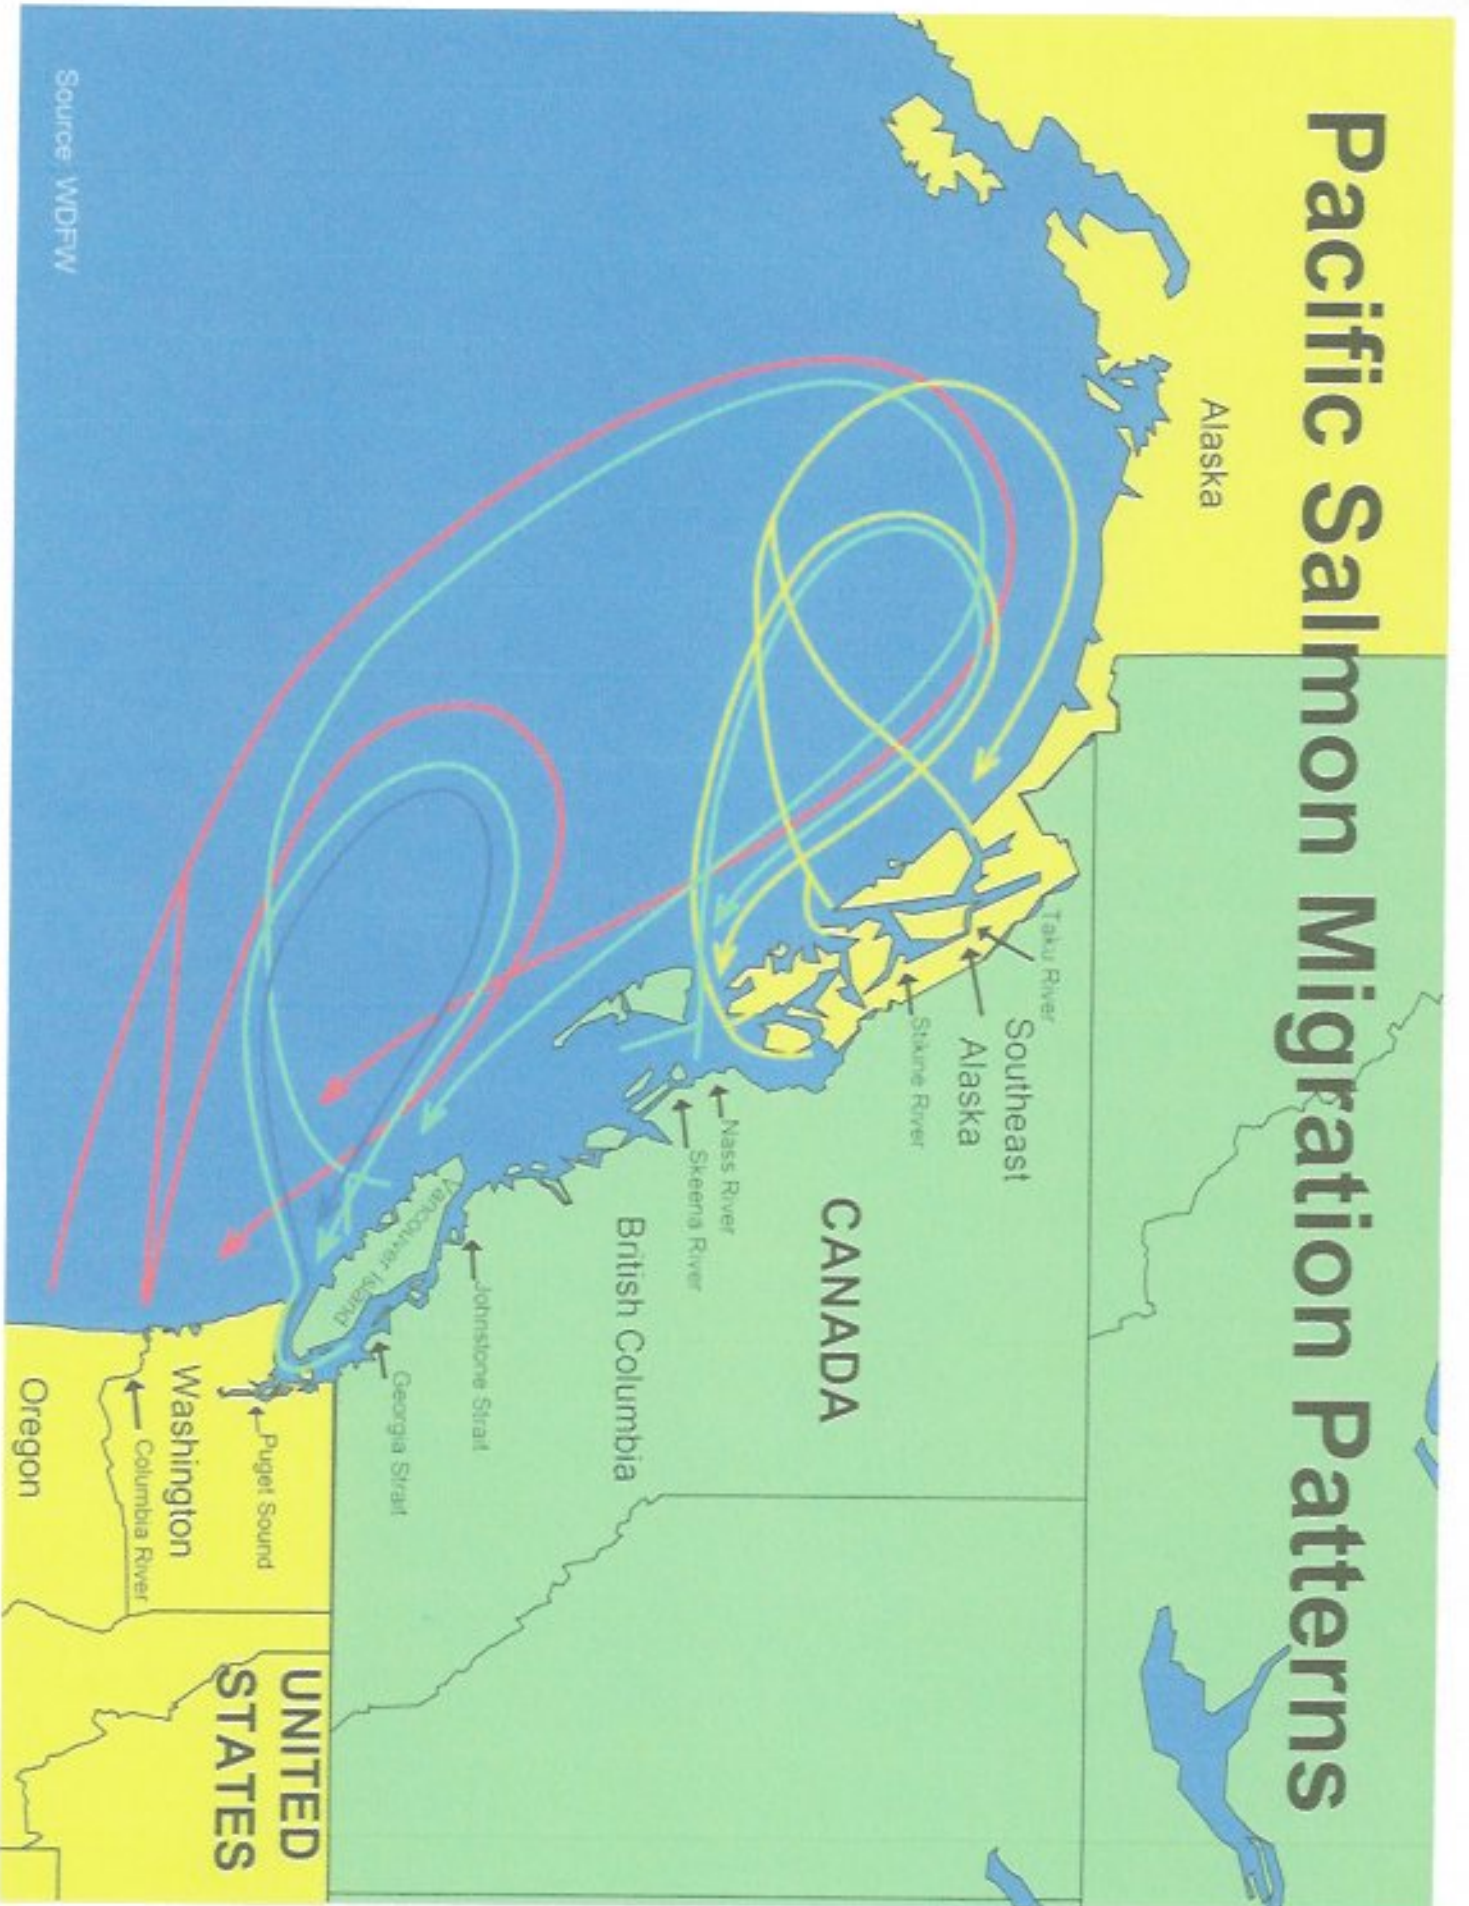 Pacific Salmon Migration Patterns
Alaska
Taku River
Southeast
Alaska
Stikine River
CANADA
Nass River
Skeena River
British Columbia
Vancouver Island
Johnstone Strait
Georgia Strait
Puget Sound
Washington
Columbia River
Oregon
UNITED
STATES
Source: WDFW